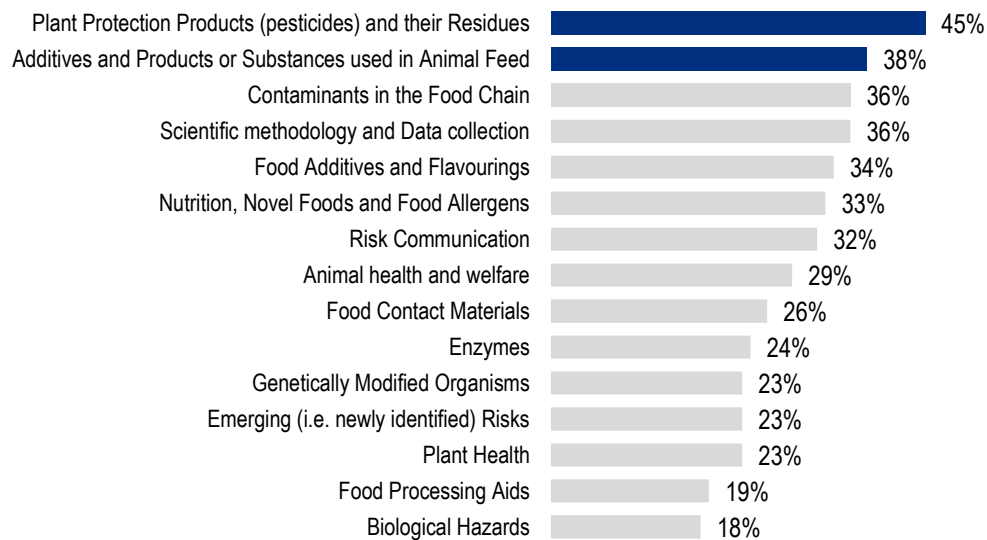 Plant Protection Products (pesticides) and their Residues 45%
Additives and Products or Substances used in Animal Feed 38%
Contaminants in the Food Chain 36%
Scientific methodology and Data collection 36%
Food Additives and Flavourings 34%
Nutrition, Novel Foods and Food Allergens 33%
Risk Communication 32%
Animal health and welfare 29%
Food Contact Materials 26%
Enzymes 24%
Genetically Modified Organisms 23%
Emerging (i.e. newly identified) Risks 23%
Plant Health 23%
Food Processing Aids 19%
Biological Hazards 18%